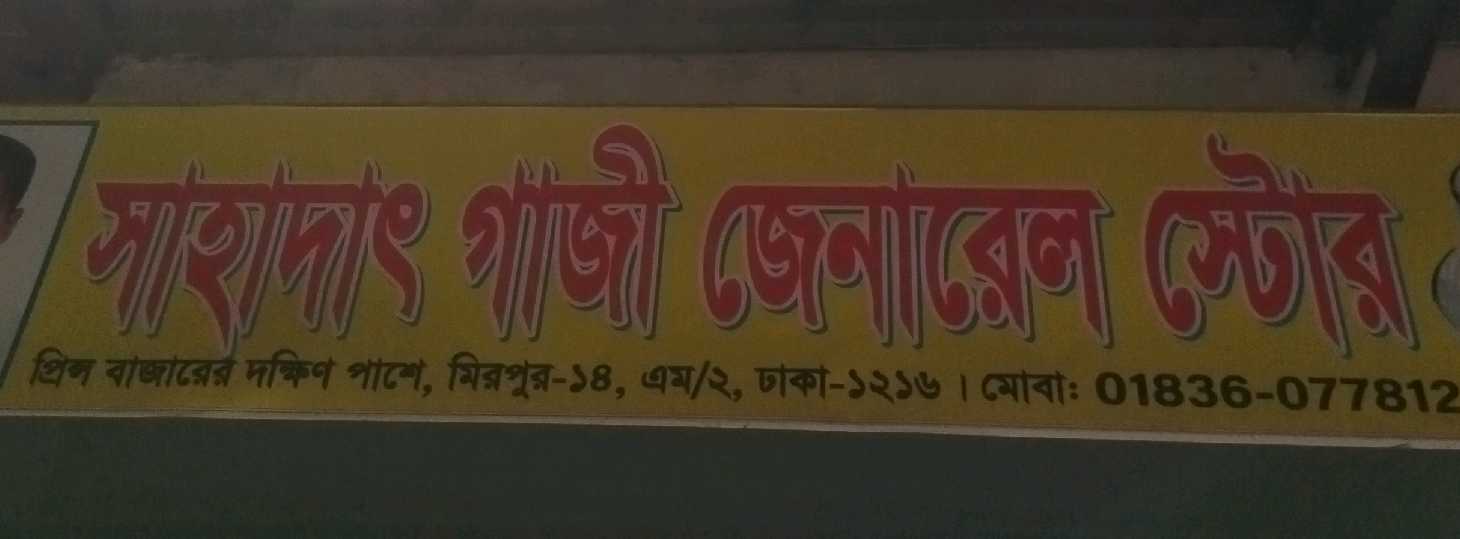 সাহাদাৎ গাজী জেনারেল স্টোর
প্রিন্স বাজারের দক্ষিণ পাশে, মিরপুর-১৪, এম/২, ঢাকা-১২১৬ । মোবা: 01836-077812